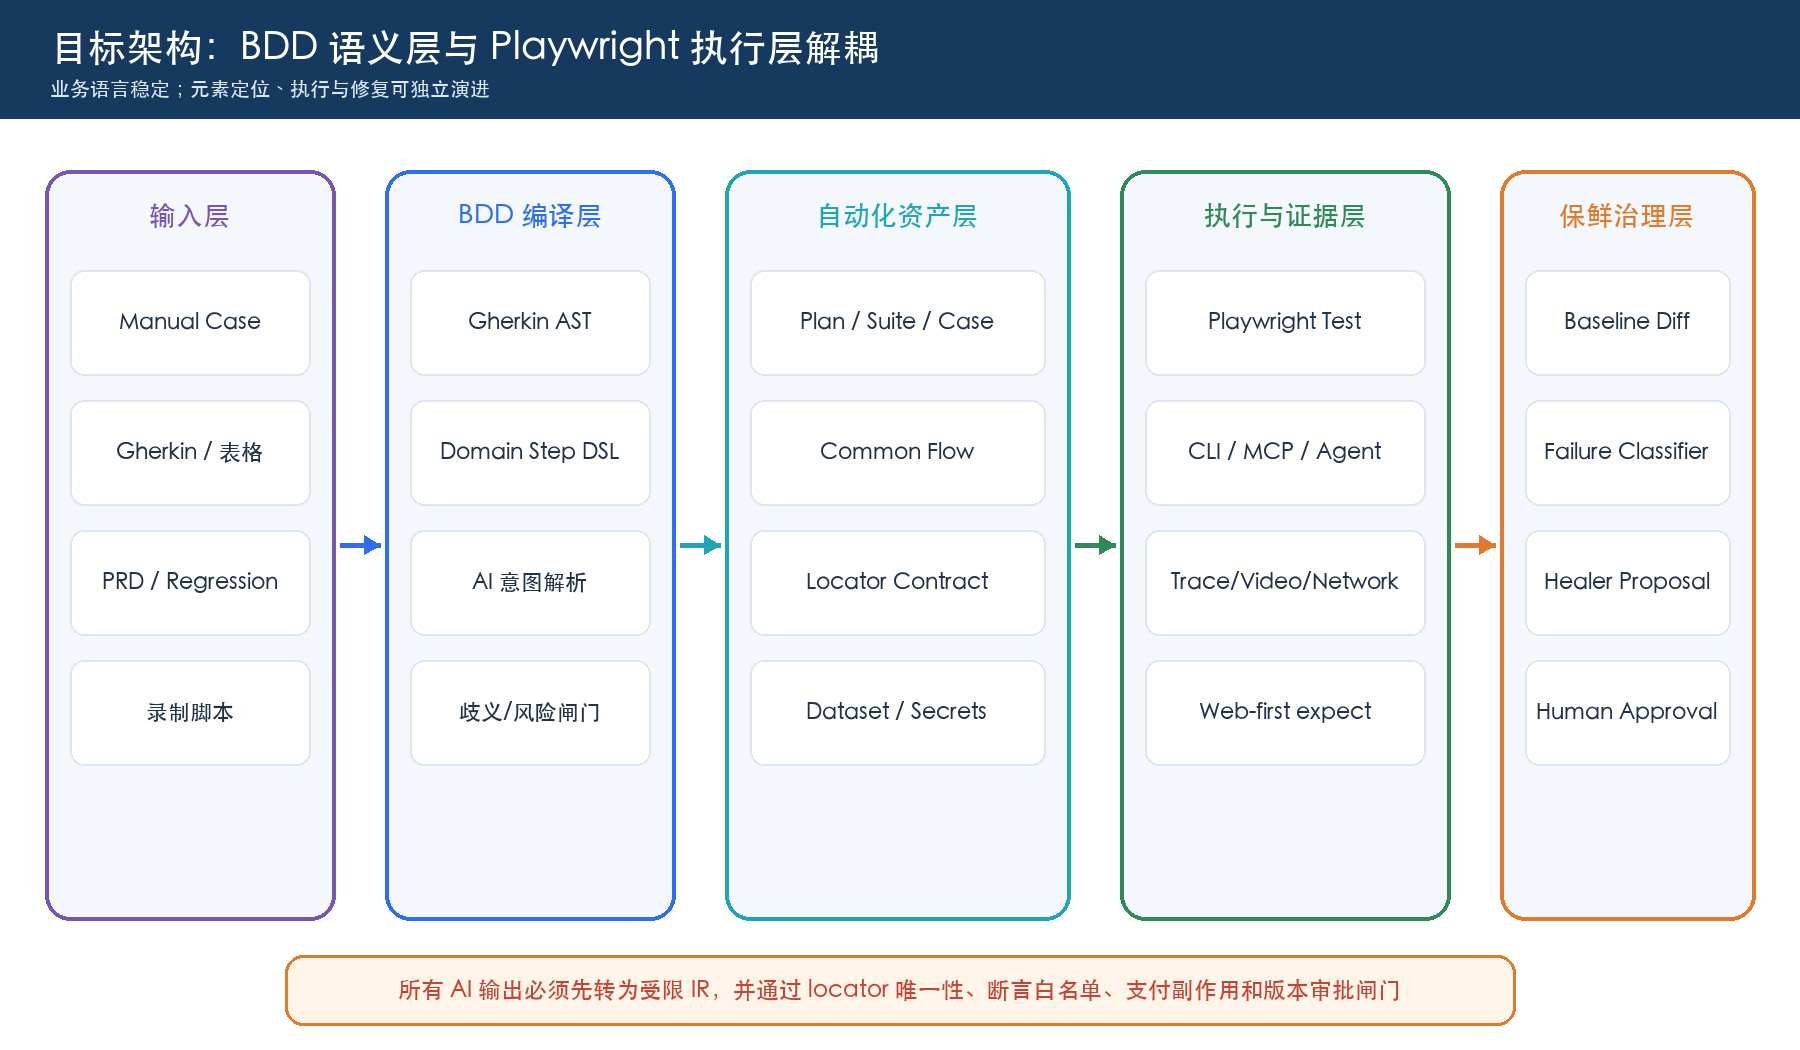 目标架构：BDD 语义层与 Playwright 执行层解耦
业务语言稳定；元素定位、执行与修复可独立演进
输入层
Manual Case
Gherkin / 表格
PRD / Regression
录制脚本
BDD 编译层
Gherkin AST
Domain Step DSL
AI 意图解析
歧义/风险闸门
自动化资产层
Plan / Suite / Case
Common Flow
Locator Contract
Dataset / Secrets
执行与证据层
Playwright Test
CLI / MCP / Agent
Trace/Video/Network
Web-first expect
保鲜治理层
Baseline Diff
Failure Classifier
Healer Proposal
Human Approval
所有 AI 输出必须先转为受限 IR，并通过 locator 唯一性、断言白名单、支付副作用和版本审批闸门